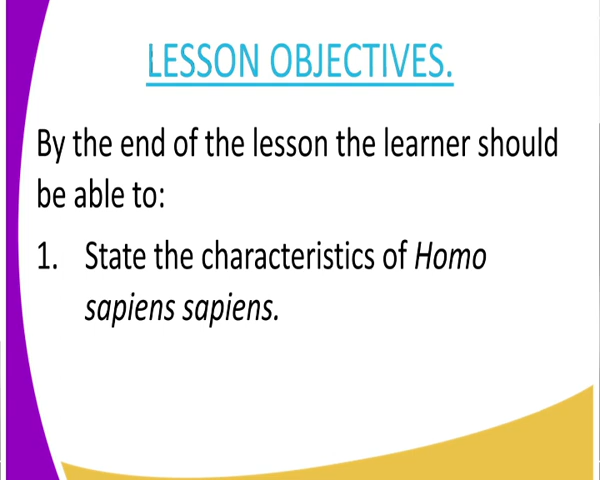 LESSON OBJECTIVES.
By the end of the lesson the learner should
be able to:
1. State the characteristics of Homo
sapiens sapiens.